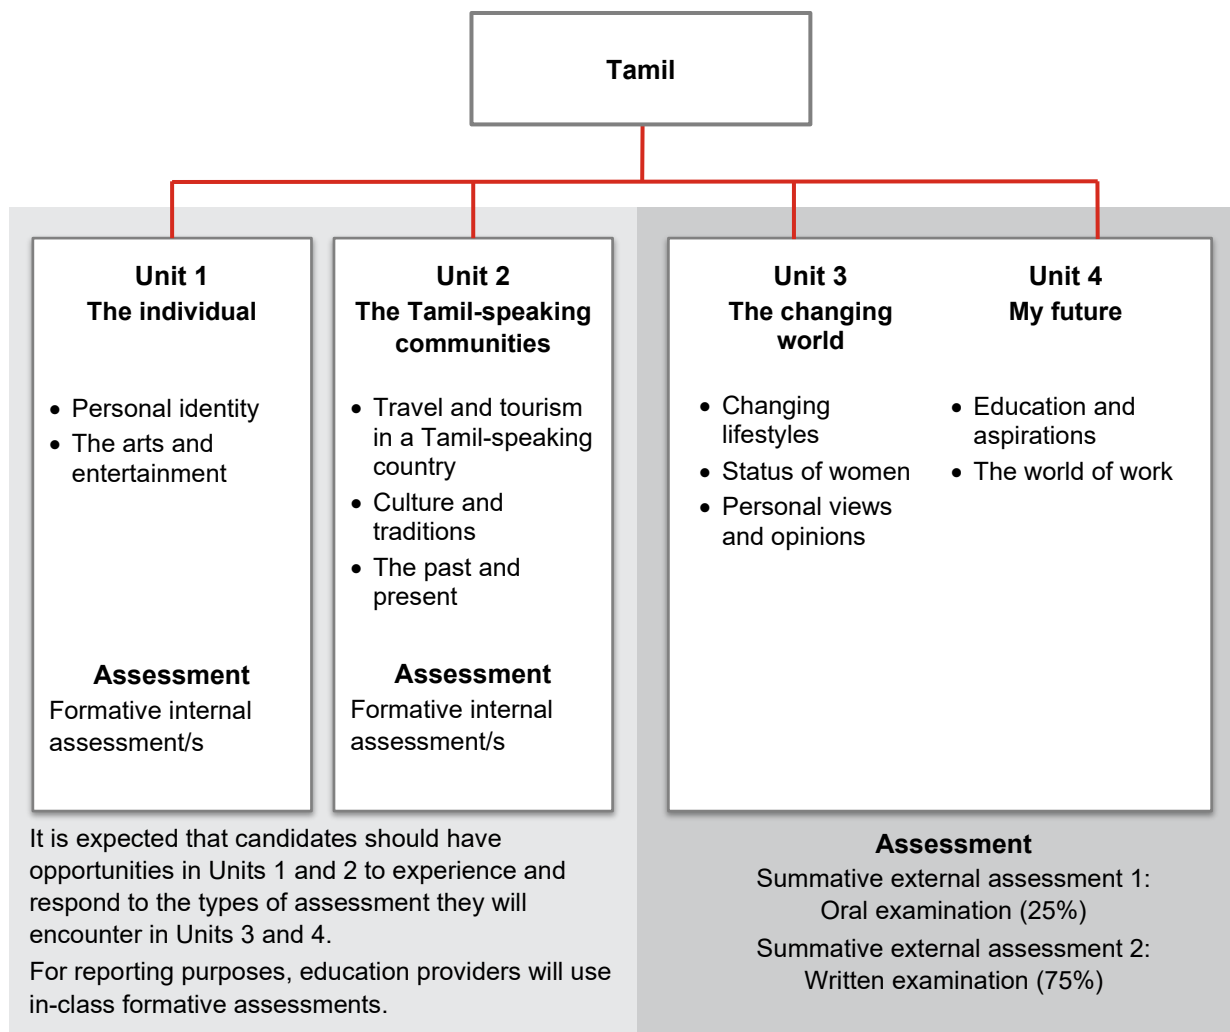 Tamil
Unit 1
The individual
• Personal identity
• The arts and
entertainment
Assessment
Formative internal
assessment/s
Unit 2
The Tamil-speaking
communities
• Travel and tourism
in a Tamil-speaking
country
• Culture and
traditions
• The past and
present
Assessment
Formative internal
assessment/s
It is expected that candidates should have
opportunities in Units 1 and 2 to experience and
respond to the types of assessment they will
encounter in Units 3 and 4.
For reporting purposes, education providers will use
in-class formative assessments.
Unit 3
The changing
world
• Changing
lifestyles
• Status of women
• Personal views
and opinions
Unit 4
My future
• Education and
aspirations
• The world of work
Assessment
Summative external assessment 1:
Oral examination (25%)
Summative external assessment 2:
Written examination (75%)